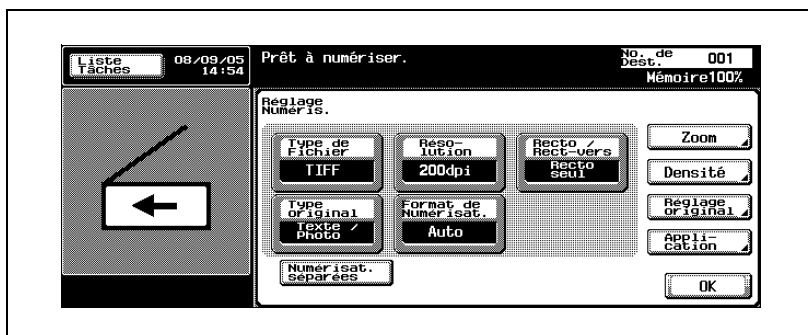 Liste
Tâches
08/09/05
14:54
Prêt à numériser.
No. de
Dest.
001
Mémoire100%
Réglage
Numéris.
Type de
Fichier
TIFF
Réso-
lution
200dpi
Recto /
Rect-vers
Recto
seul
Zoom
Densité
Type
original
Texte /
Photo
Format de
Numérisat.
Auto
Réglage
original
Appli-
cation
Numérisat.
séparées
OK